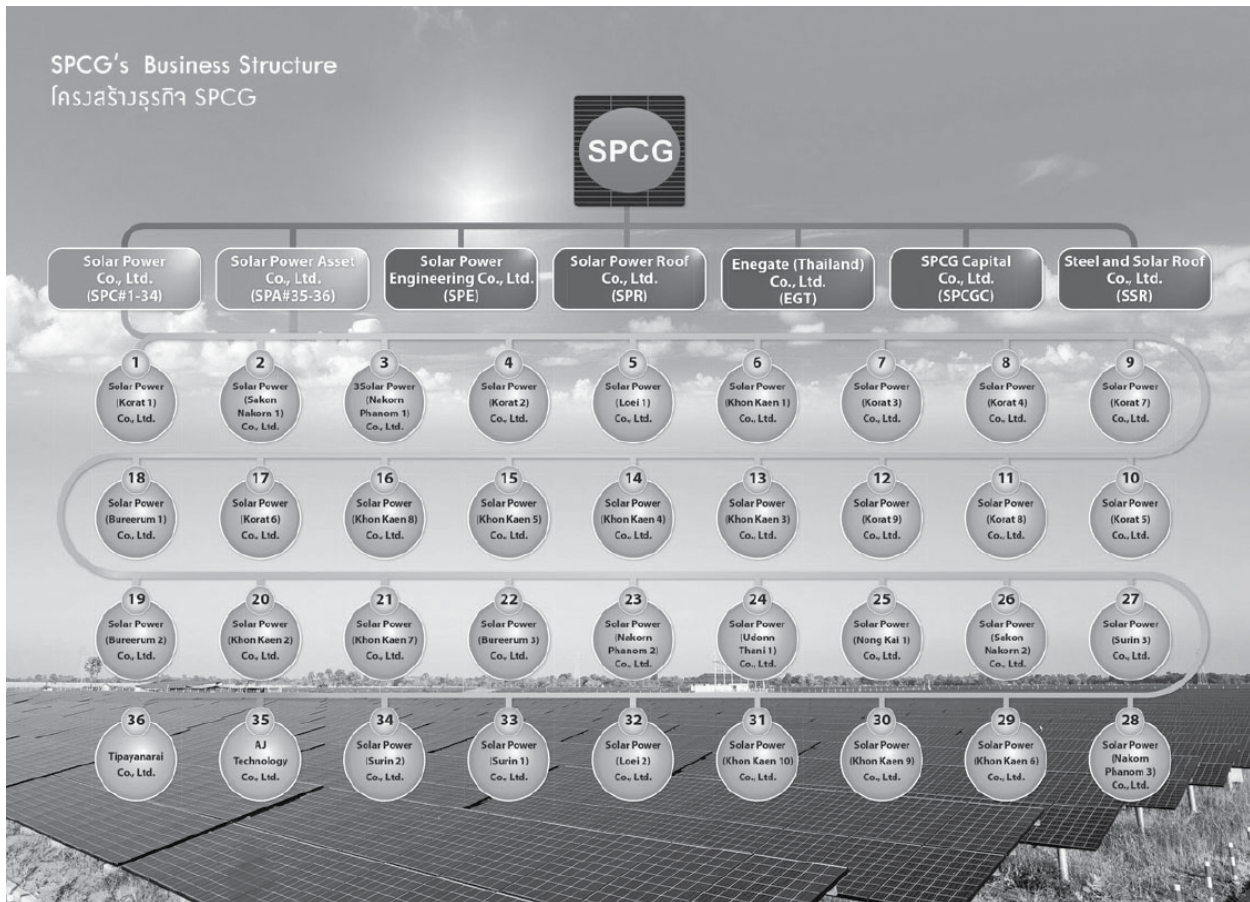 SPCG's Business Structure
โครงสร้างธุรกิจ SPCG
SPCG
Solar Power
Co., Ltd.
(SPC#1-34)
Solar Power Asset
Co., Ltd.
(SPA#35-36)
Solar Power
Engineering Co., Ltd.
(SPE)
Solar Power Roof
Co., Ltd.
(SPR)
Enegate (Thailand)
Co., Ltd.
(EGT)
SPCG Capital
Co., Ltd.
(SPCGC)
Steel and Solar Roof
Co., Ltd.
(SSR)
1
Solar Power
(Korat 1)
Co., Ltd.
2
Solar Power
(Sakon
Nakorn 1)
Co., Ltd.
3
3Solar Power
(Nakorn
Phanom 1)
Co., Ltd.
4
Solar Power
(Korat 2)
Co., Ltd.
5
Solar Power
(Loei 1)
Co., Ltd.
6
Solar Power
(Khon Kaen 1)
Co., Ltd.
7
Solar Power
(Korat 3)
Co., Ltd.
8
Solar Power
(Korat 4)
Co., Ltd.
9
Solar Power
(Korat 7)
Co., Ltd.
18
Solar Power
(Bureerum 1)
Co., Ltd.
17
Solar Power
(Korat 6)
Co., Ltd.
16
Solar Power
(Khon Kaen 8)
Co., Ltd.
15
Solar Power
(Khon Kaen 5)
Co., Ltd.
14
Solar Power
(Khon Kaen 4)
Co., Ltd.
13
Solar Power
(Khon Kaen 3)
Co., Ltd.
12
Solar Power
(Korat 9)
Co., Ltd.
11
Solar Power
(Korat 8)
Co., Ltd.
10
Solar Power
(Korat 5)
Co., Ltd.
19
Solar Power
(Bureerum 2)
Co., Ltd.
20
Solar Power
(Khon Kaen 2)
Co., Ltd.
21
Solar Power
(Khon Kaen 7)
Co., Ltd.
22
Solar Power
(Bureerum 3)
Co., Ltd.
23
Solar Power
(Nakorn
Phanom 2)
Co., Ltd.
24
Solar Power
(Udonn
Thani 1)
Co., Ltd.
25
Solar Power
(Nong Kai 1)
Co., Ltd.
26
Solar Power
(Sakon
Nakorn 2)
Co., Ltd.
27
Solar Power
(Surin 3)
Co., Ltd.
36
Tipayanarai
Co., Ltd.
35
AJ
Technology
Co., Ltd.
34
Solar Power
(Surin 2)
Co., Ltd.
33
Solar Power
(Surin 1)
Co., Ltd.
32
Solar Power
(Loei 2)
Co., Ltd.
31
Solar Power
(Khon Kaen 10)
Co., Ltd.
30
Solar Power
(Khon Kaen 9)
Co., Ltd.
29
Solar Power
(Khon Kaen 6)
Co., Ltd.
28
Solar Power
(Nakorn
Phanom 3)
Co., Ltd.